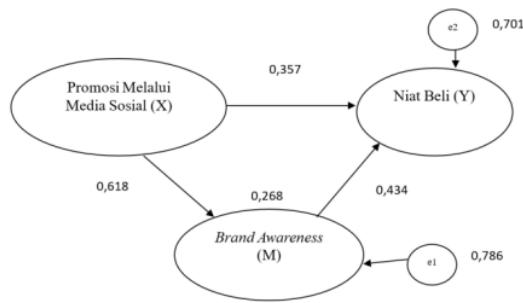 e2
0,701
0,357
Promosi Melalui
Media Sosial (X)
Niat Beli (Y)
0,618
0,268
0,434
Brand Awareness
(M)
e1
0,786